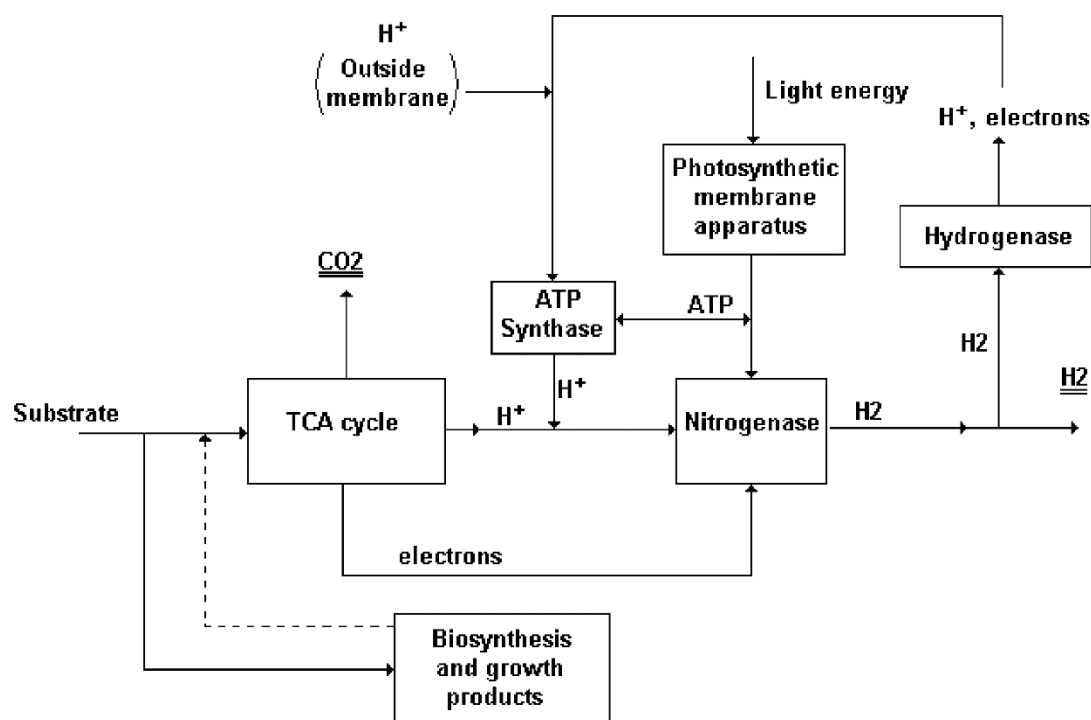 H+
(Outside
membrane)
Light energy
H+, electrons
Photosynthetic
membrane
apparatus
Hydrogenase
CO2
ATP
Synthase
ATP
H2
H+
H2
Substrate
TCA cycle
H+
Nitrogenase
H2
electrons
Biosynthesis
and growth
products